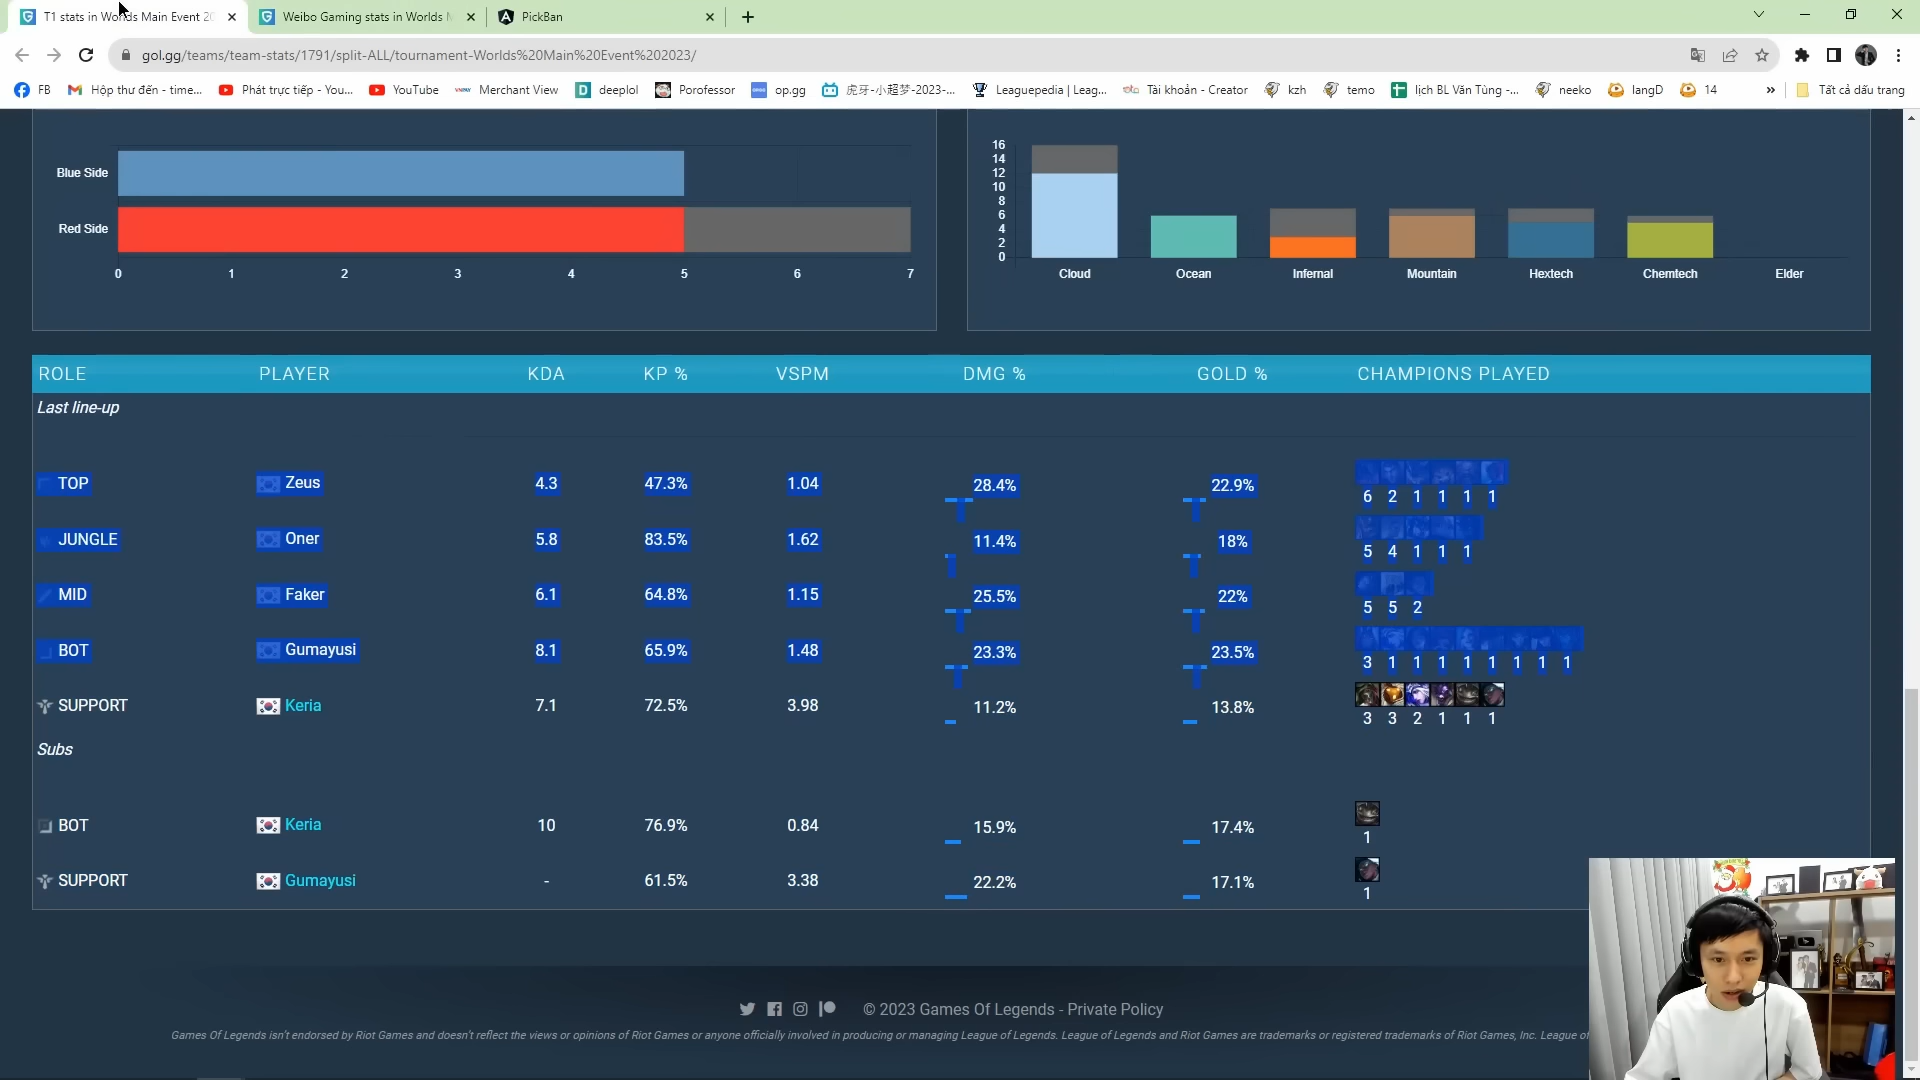 T1 stats in Worlds Main Event 20
Weibo Gaming stats in Worlds M
PickBan
gol.gg/teams/team-stats/1791/split-ALL/tournament-Worlds%20Main%20Event%202023/
FB
Hộp thư đến - time...
Phát trực tiếp - You...
YouTube
Merchant View
deeplol
Porofessor
op.gg
虎牙-小超梦-2023-...
Leaguepedia | Leag...
Tài khoản - Creator
kzh
temo
lịch BL Văn Tùng -...
neeko
langD
14
»
Tất cả dấu trang
Blue Side
Red Side
0 1 2 3 4 5 6 7
16
14
12
10
8
6
4
2
0
Cloud Ocean Infernal Mountain Hextech Chemtech Elder
ROLE PLAYER KDA KP % VSPM DMG % GOLD % CHAMPIONS PLAYED
Last line-up
TOP Zeus 4.3 47.3% 1.04 28.4% 22.9%
6 2 1 1 1 1
JUNGLE Oner 5.8 83.5% 1.62 11.4% 18%
5 4 1 1 1
MID Faker 6.1 64.8% 1.15 25.5% 22%
5 5 2
BOT Gumayusi 8.1 65.9% 1.48 23.3% 23.5%
3 1 1 1 1 1 1 1 1
SUPPORT Keria 7.1 72.5% 3.98 11.2% 13.8%
3 3 2 1 1 1
Subs
BOT Keria 10 76.9% 0.84 15.9% 17.4%
1
SUPPORT Gumayusi - 61.5% 3.38 22.2% 17.1%
1
© 2023 Games Of Legends - Private Policy
Games Of Legends isn't endorsed by Riot Games and doesn't reflect the views or opinions of Riot Games or anyone officially involved in producing or managing League of Legends. League of Legends and Riot Games are trademarks or registered trademarks of Riot Games, Inc. League of